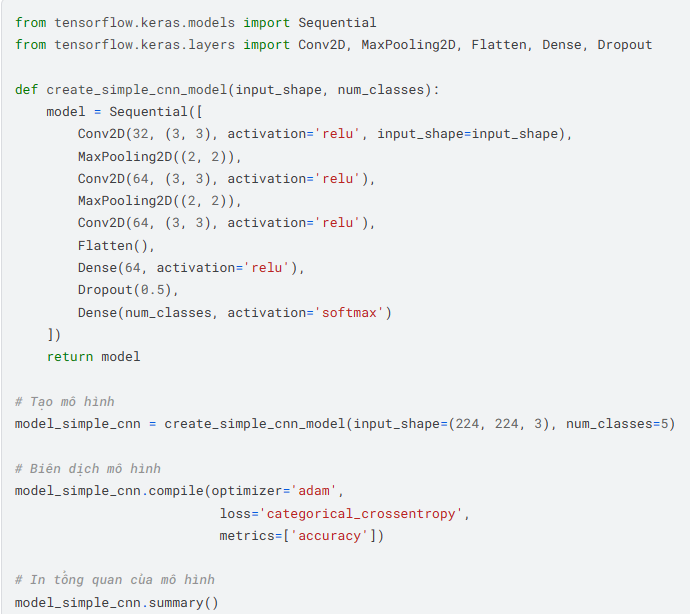 from tensorflow.keras.models import Sequential
from tensorflow.keras.layers import Conv2D, MaxPooling2D, Flatten, Dense, Dropout

def create_simple_cnn_model(input_shape, num_classes):
    model = Sequential([
        Conv2D(32, (3, 3), activation='relu', input_shape=input_shape),
        MaxPooling2D((2, 2)),
        Conv2D(64, (3, 3), activation='relu'),
        MaxPooling2D((2, 2)),
        Conv2D(64, (3, 3), activation='relu'),
        Flatten(),
        Dense(64, activation='relu'),
        Dropout(0.5),
        Dense(num_classes, activation='softmax')
    ])
    return model

# Tạo mô hình
model_simple_cnn = create_simple_cnn_model(input_shape=(224, 224, 3), num_classes=5)

# Biên dịch mô hình
model_simple_cnn.compile(optimizer='adam',
                          loss='categorical_crossentropy',
                          metrics=['accuracy'])

# In tổng quan của mô hình
model_simple_cnn.summary()